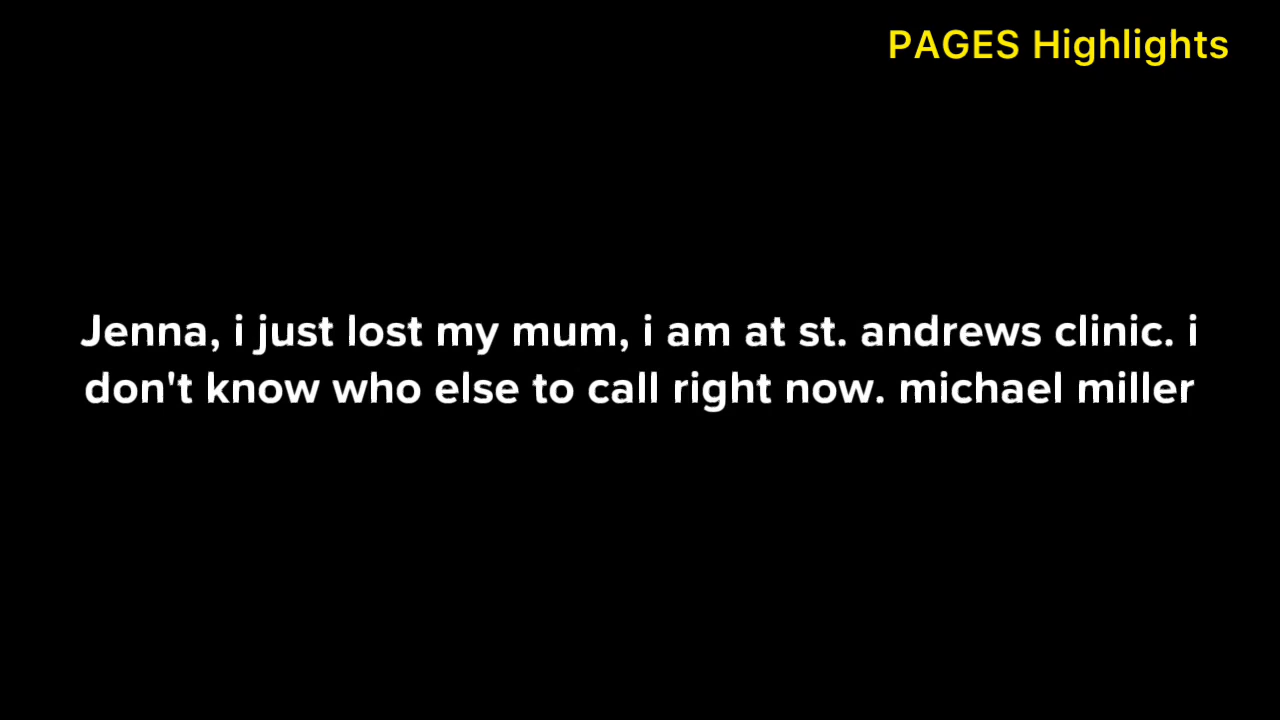 PAGES Highlights
Jenna, i just lost my mum, i am at st. andrews clinic. i
don't know who else to call right now. michael miller